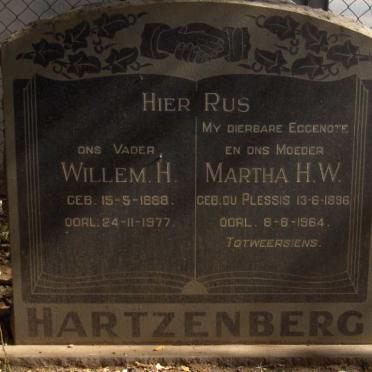 HIER RUS
ONS VADER
WILLEM. H.
GEB. 15-5-1888.
OORL. 24-11-1977.
MY DIERBARE EGGENOTE
EN ONS MOEDER
MARTHA H.W.
GEB. DU PLESSIS 13-6-1896
OORL. 8-8-1964.
TOTWEERSIENS.
HARTZENBERG